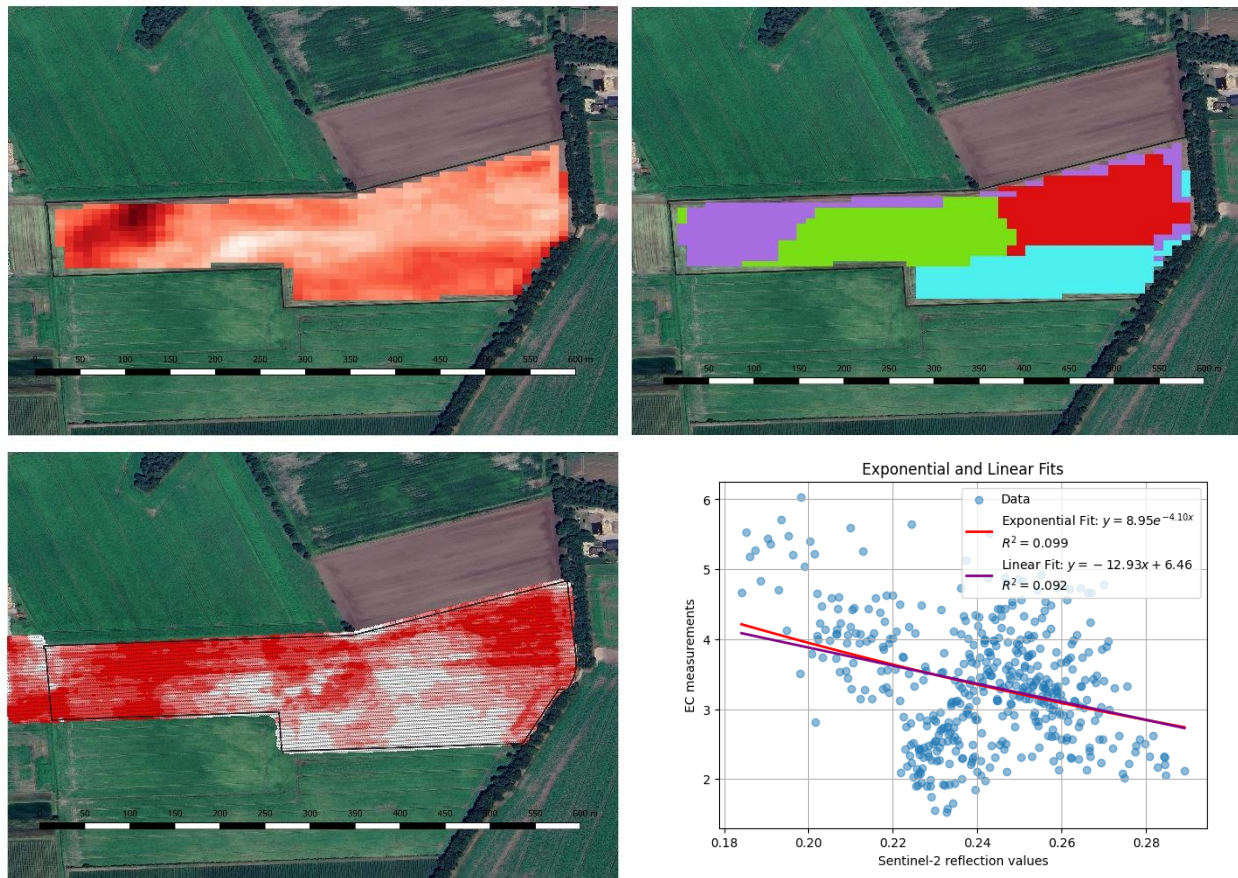 0 50 100 150 200 250 300 350 400 450 500 550 600 m
50 100 150 200 250 300 350 400 450 500 550 600 m
50 100 150 200 250 300 350 400 450 500 550 600 m
Exponential and Linear Fits
Data
Exponential Fit: y = 8.95e^{-4.10x}
R² = 0.099
Linear Fit: y = − 12.93x + 6.46
R² = 0.092
6
5
4
3
2
EC measurements
0.18 0.20 0.22 0.24 0.26 0.28
Sentinel-2 reflection values